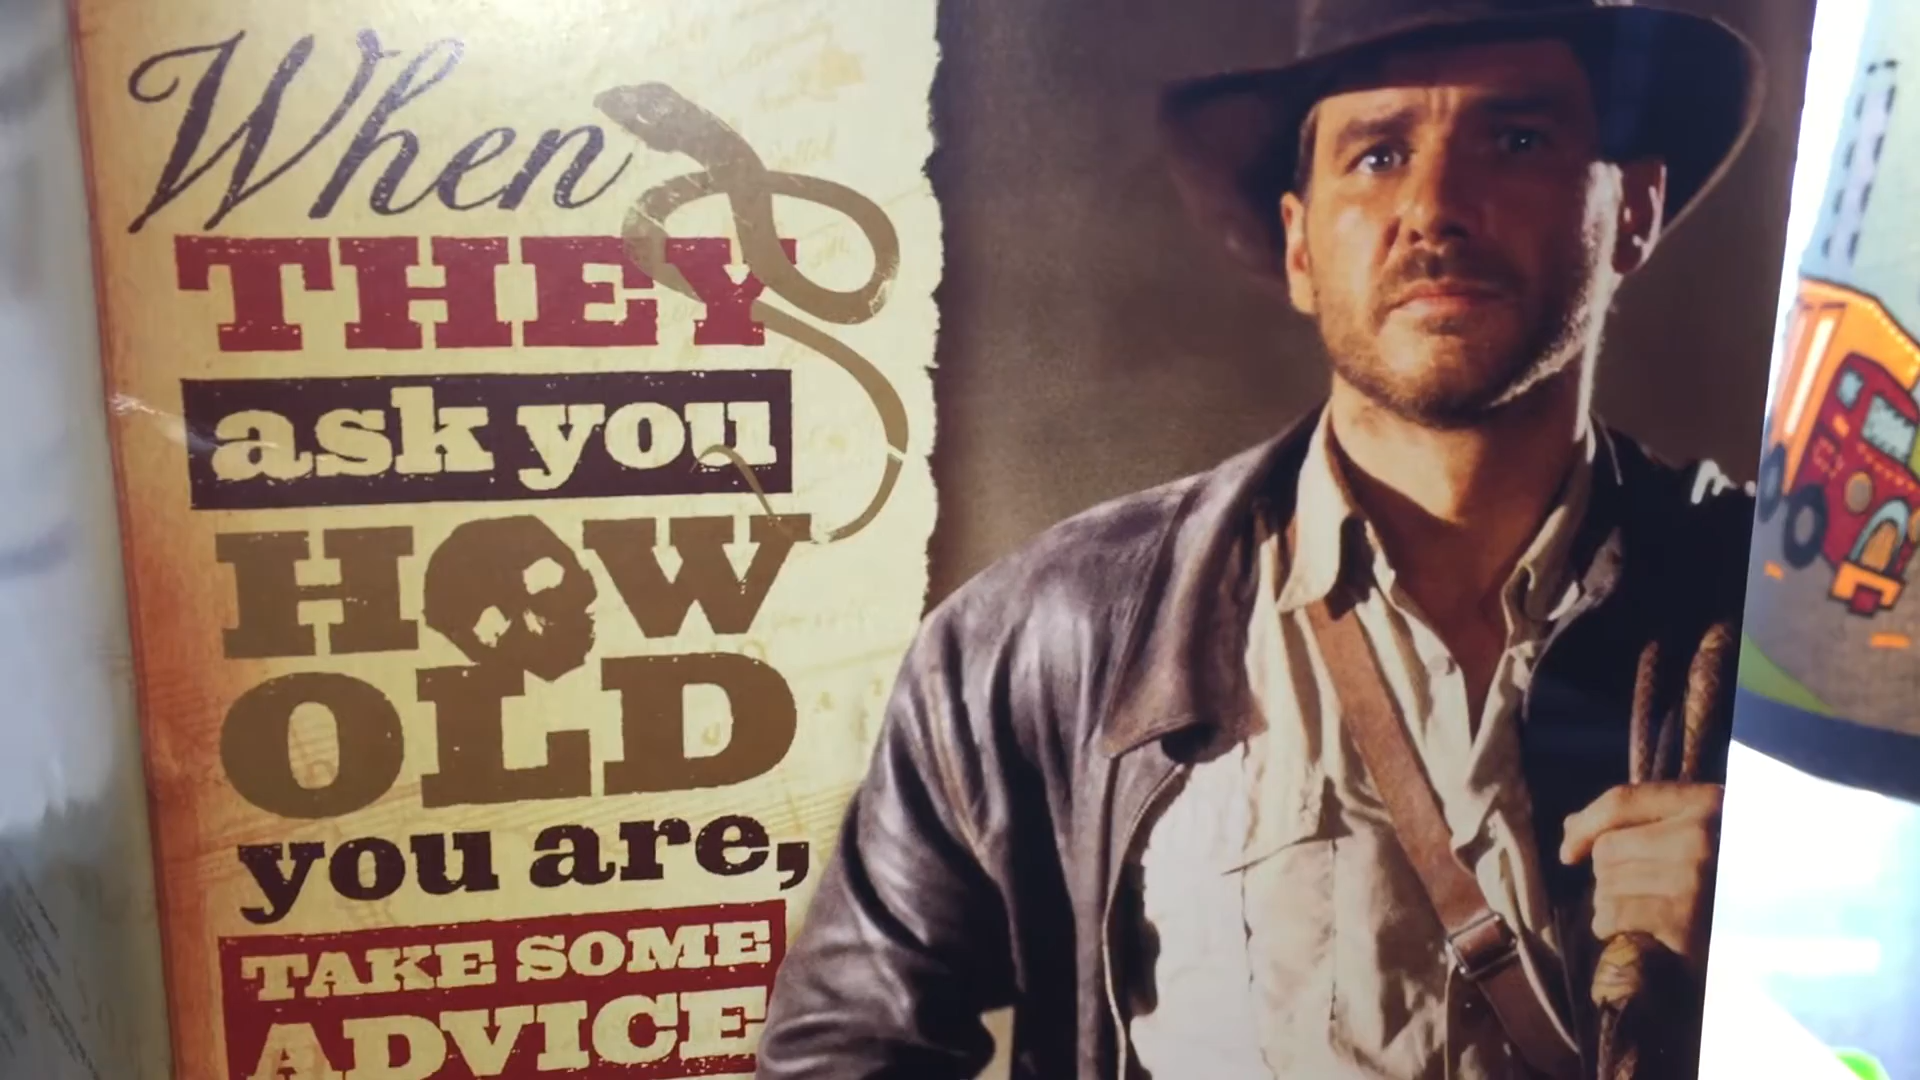 When
THEY
ask you
HOW
OLD
you are,
TAKE SOME
ADVICE